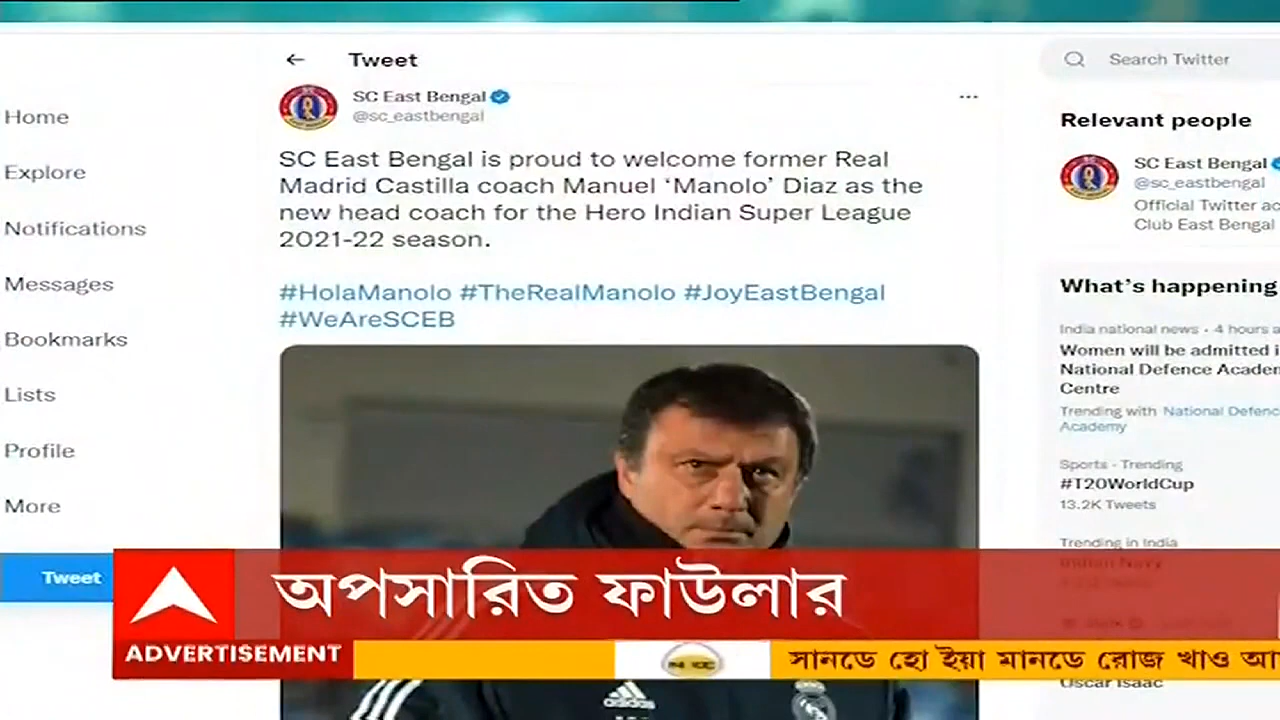 Tweet
Search Twitter
SC East Bengal
@sc_eastbengal
Home
Explore
Notifications
Messages
Bookmarks
Lists
Profile
More
Tweet
SC East Bengal is proud to welcome former Real
Madrid Castilla coach Manuel ‘Manolo’ Diaz as the
new head coach for the Hero Indian Super League
2021-22 season.
#HolaManolo #TheRealManolo #JoyEastBengal
#WeAreSCEB
Relevant people
SC East Bengal
@sc_eastbengal
Official Twitter ac
Club East Bengal
What’s happening
India national news · 4 hours a
Women will be admitted i
National Defence Acaden
Centre
Trending with National Defenc
Academy
Sports · Trending
#T20WorldCup
13.2K Tweets
Trending in India
Indian Navy
Oscar Isaac
অপসারিত ফাউলার
ADVERTISEMENT
সানডে হো ইয়া মানডে রোজ খাও আ
adidas